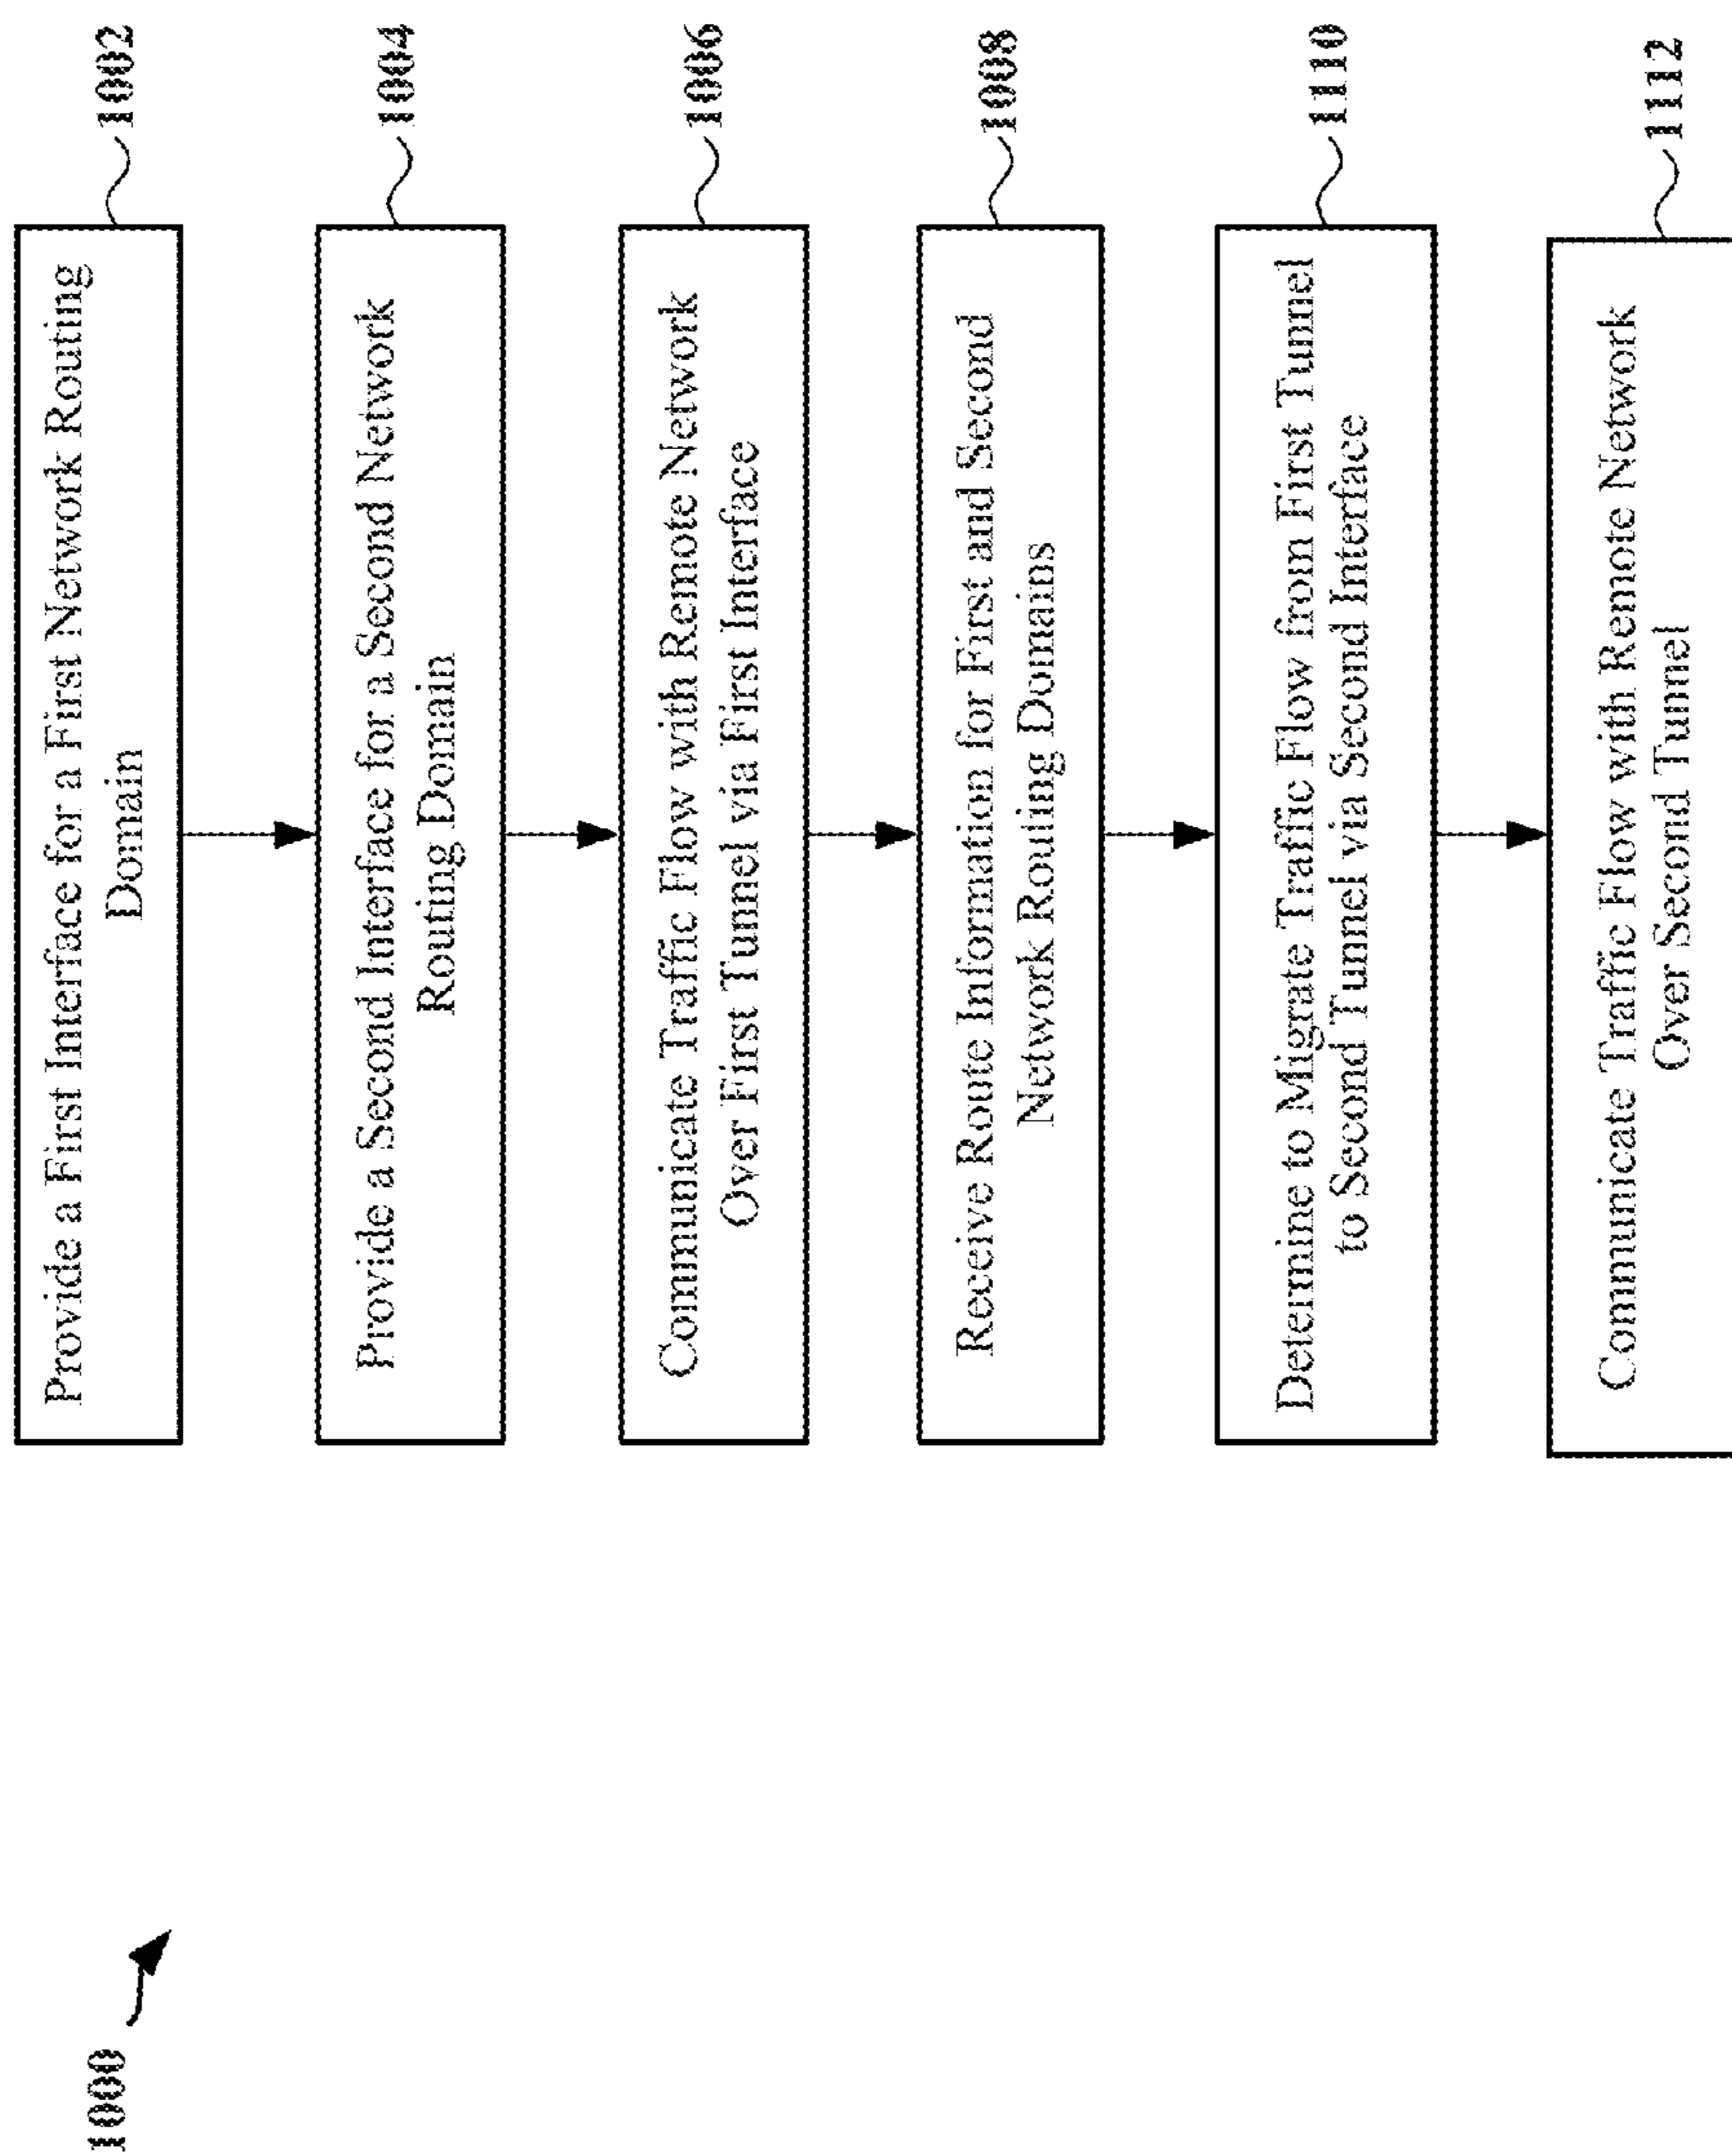 1000
Provide a First Interface for a First Network Routing
Domain
1002
Provide a Second Interface for a Second Network
Routing Domain
1004
Communicate Traffic Flow with Remote Network
Over First Tunnel via First Interface
1006
Receive Route Information for First and Second
Network Routing Domains
1008
Determine to Migrate Traffic Flow from First Tunnel
to Second Tunnel via Second Interface
1110
Communicate Traffic Flow with Remote Network
Over Second Tunnel
1112